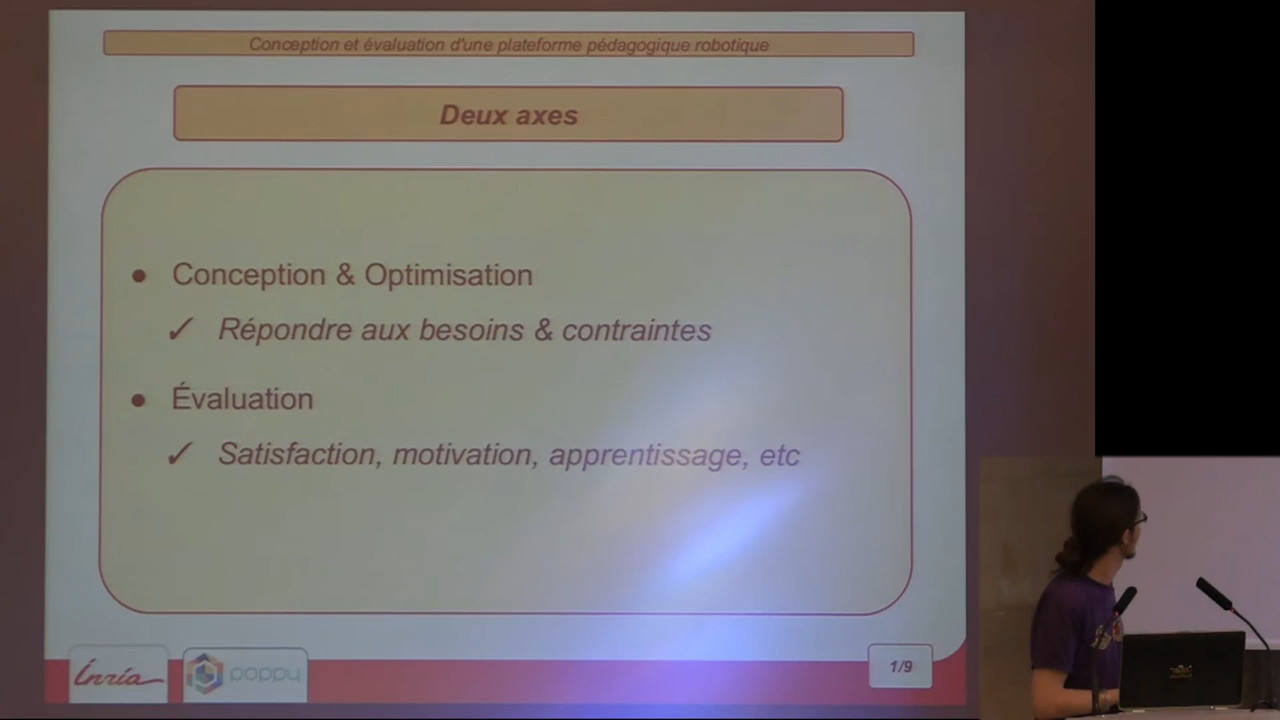 Conception et évaluation d'une plateforme pédagogique robotique
Deux axes
● Conception & Optimisation
✓ Répondre aux besoins & contraintes
● Évaluation
✓ Satisfaction, motivation, apprentissage, etc
Inria
poppy
1/9